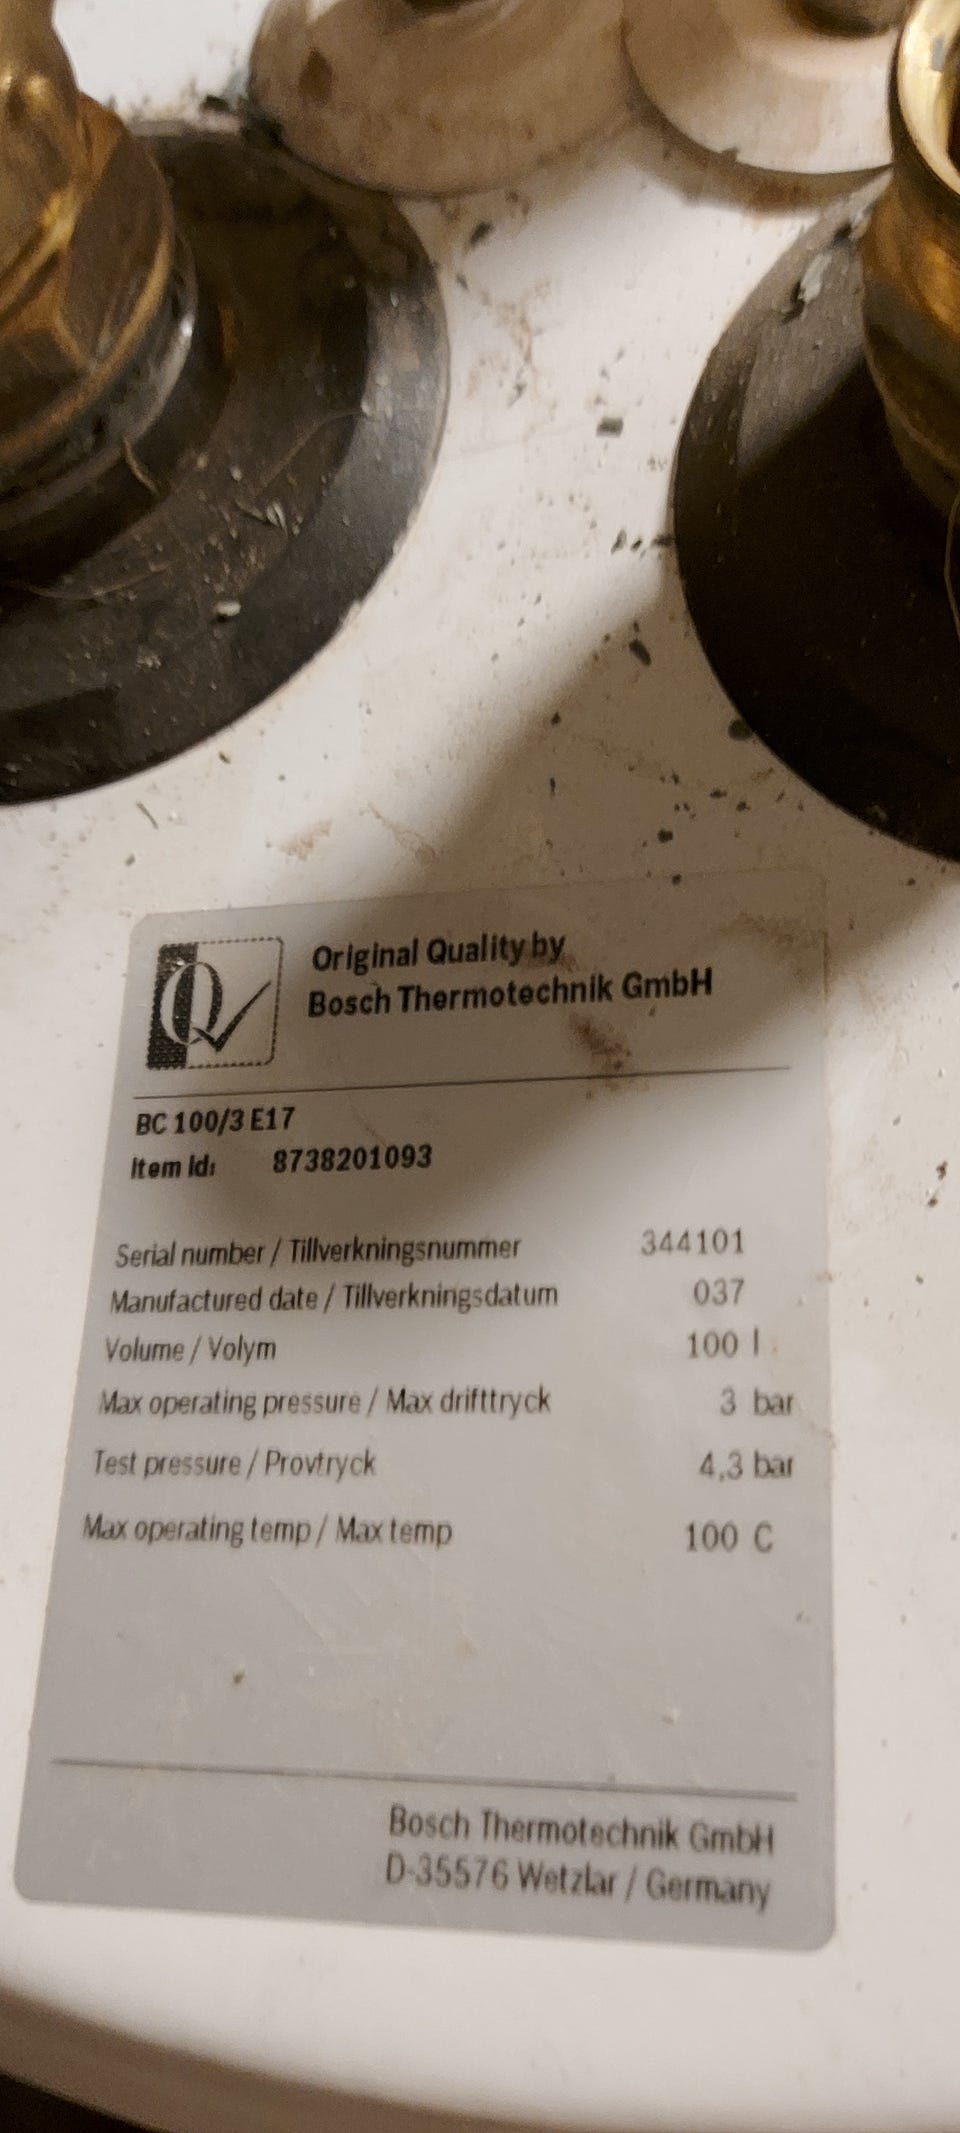 Q
Original Quality by
Bosch Thermotechnik GmbH
BC 100/3 E17
Item Id: 8738201093
Serial number / Tillverkningsnummer 344101
Manufactured date / Tillverkningsdatum 037
Volume / Volym 100 l
Max operating pressure / Max drifttryck 3 bar
Test pressure / Provtryck 4,3 bar
Max operating temp / Max temp 100 C
Bosch Thermotechnik GmbH
D-35576 Wetzlar / Germany